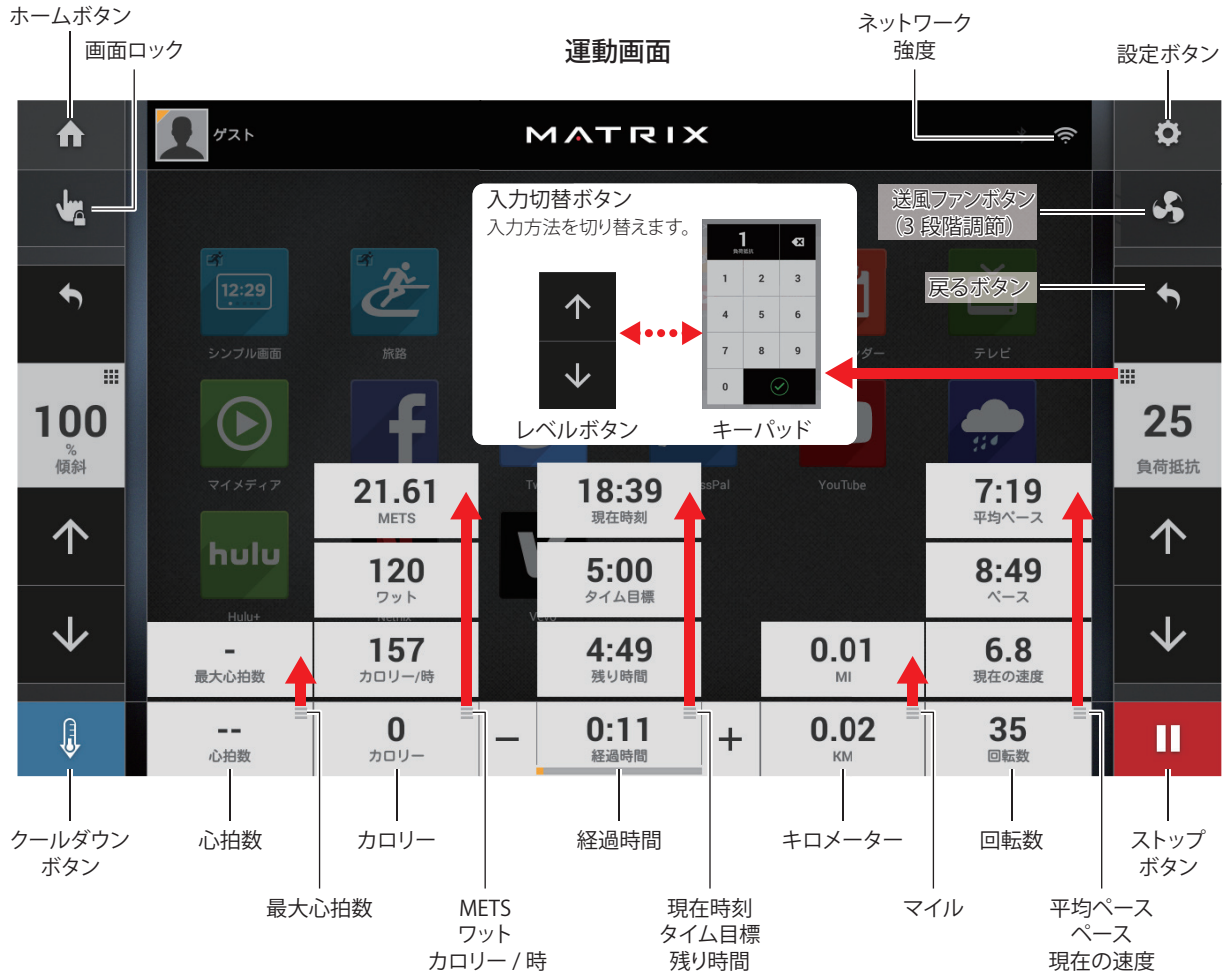 ホームボタン
画面ロック
運動画面
ネットワーク
強度
設定ボタン
ゲスト
MATRIX
入力切替ボタン
入力方法を切り替えます。
送風ファンボタン
（3 段階調節）
戻るボタン
1
負荷抵抗
1 2 3
4 5 6
7 8 9
0
レベルボタン
キーパッド
12:29
シンプル画面
旅路
ンダー
テレビ
100
%
傾斜
25
負荷抵抗
マイメディア
f
Tw
ssPal
YouTube
hulu
Hulu+
Netflix
Vevo
21.61
METS
18:39
現在時刻
7:19
平均ペース
120
ワット
5:00
タイム目標
8:49
ペース
-
最大心拍数
157
カロリー/時
4:49
残り時間
0.01
MI
6.8
現在の速度
--
心拍数
0
カロリー
−
0:11
経過時間
+
0.02
KM
35
回転数
クールダウン
ボタン
心拍数
カロリー
経過時間
キロメーター
回転数
ストップ
ボタン
最大心拍数
METS
ワット
カロリー / 時
現在時刻
タイム目標
残り時間
マイル
平均ペース
ペース
現在の速度